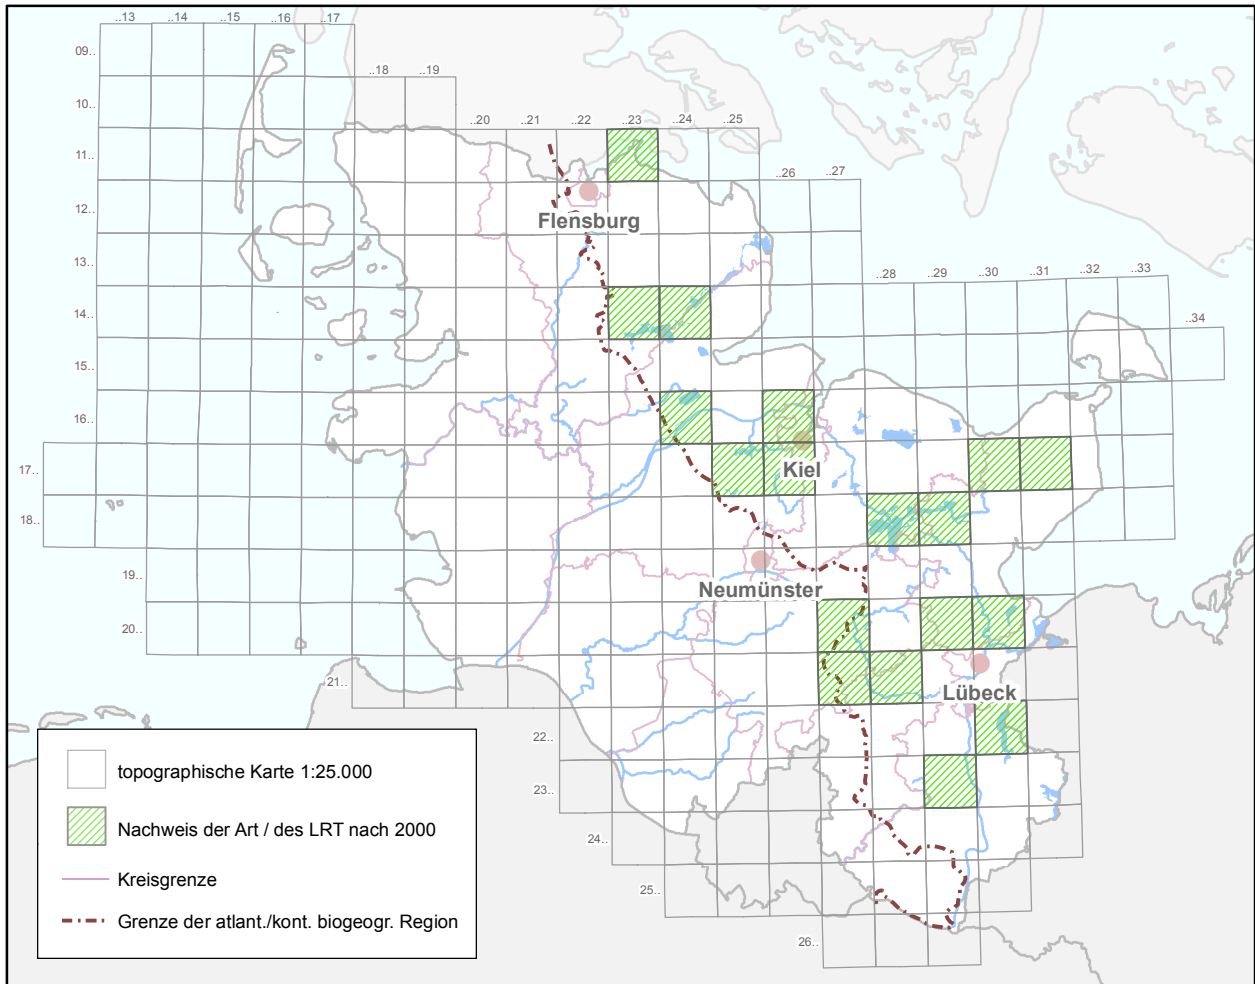 ..13 ..14 ..15 ..16 ..17
09..
..18 ..19
10..
..20 ..21 ..22 ..23 ..24 ..25
11..
..26 ..27
12..
Flensburg
13..
..28 ..29 ..30 ..31 ..32 ..33
14..
..34
15..
16..
17..
Kiel
18..
19..
Neumünster
20..
21..
Lübeck
22..
23..
24..
25..
26..
topographische Karte 1:25.000
Nachweis der Art / des LRT nach 2000
Kreisgrenze
Grenze der atlant./kont. biogeogr. Region